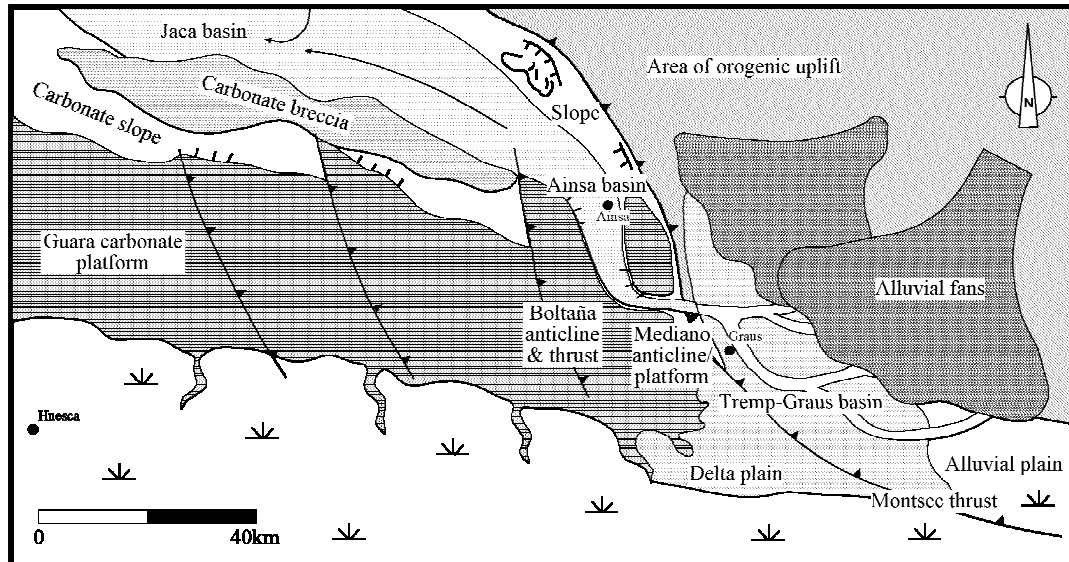 Jaca basin
Area of orogenic uplift
N
Carbonate breccia
Carbonate slope
Slope
Ainsa basin
Ainsa
Guara carbonate
platform
Alluvial fans
Boltaña
anticline
& thrust
Mediano
anticline/
platform
Graus
Tremp-Graus basin
Huesca
Delta plain
Alluvial plain
Montsec thrust
0
40km